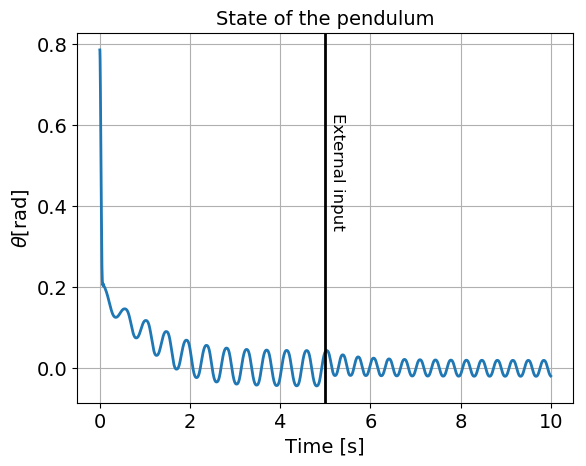 State of the pendulum
θ[rad]
0.8
0.6
0.4
0.2
0.0
External input
0
2
4
6
8
10
Time [s]